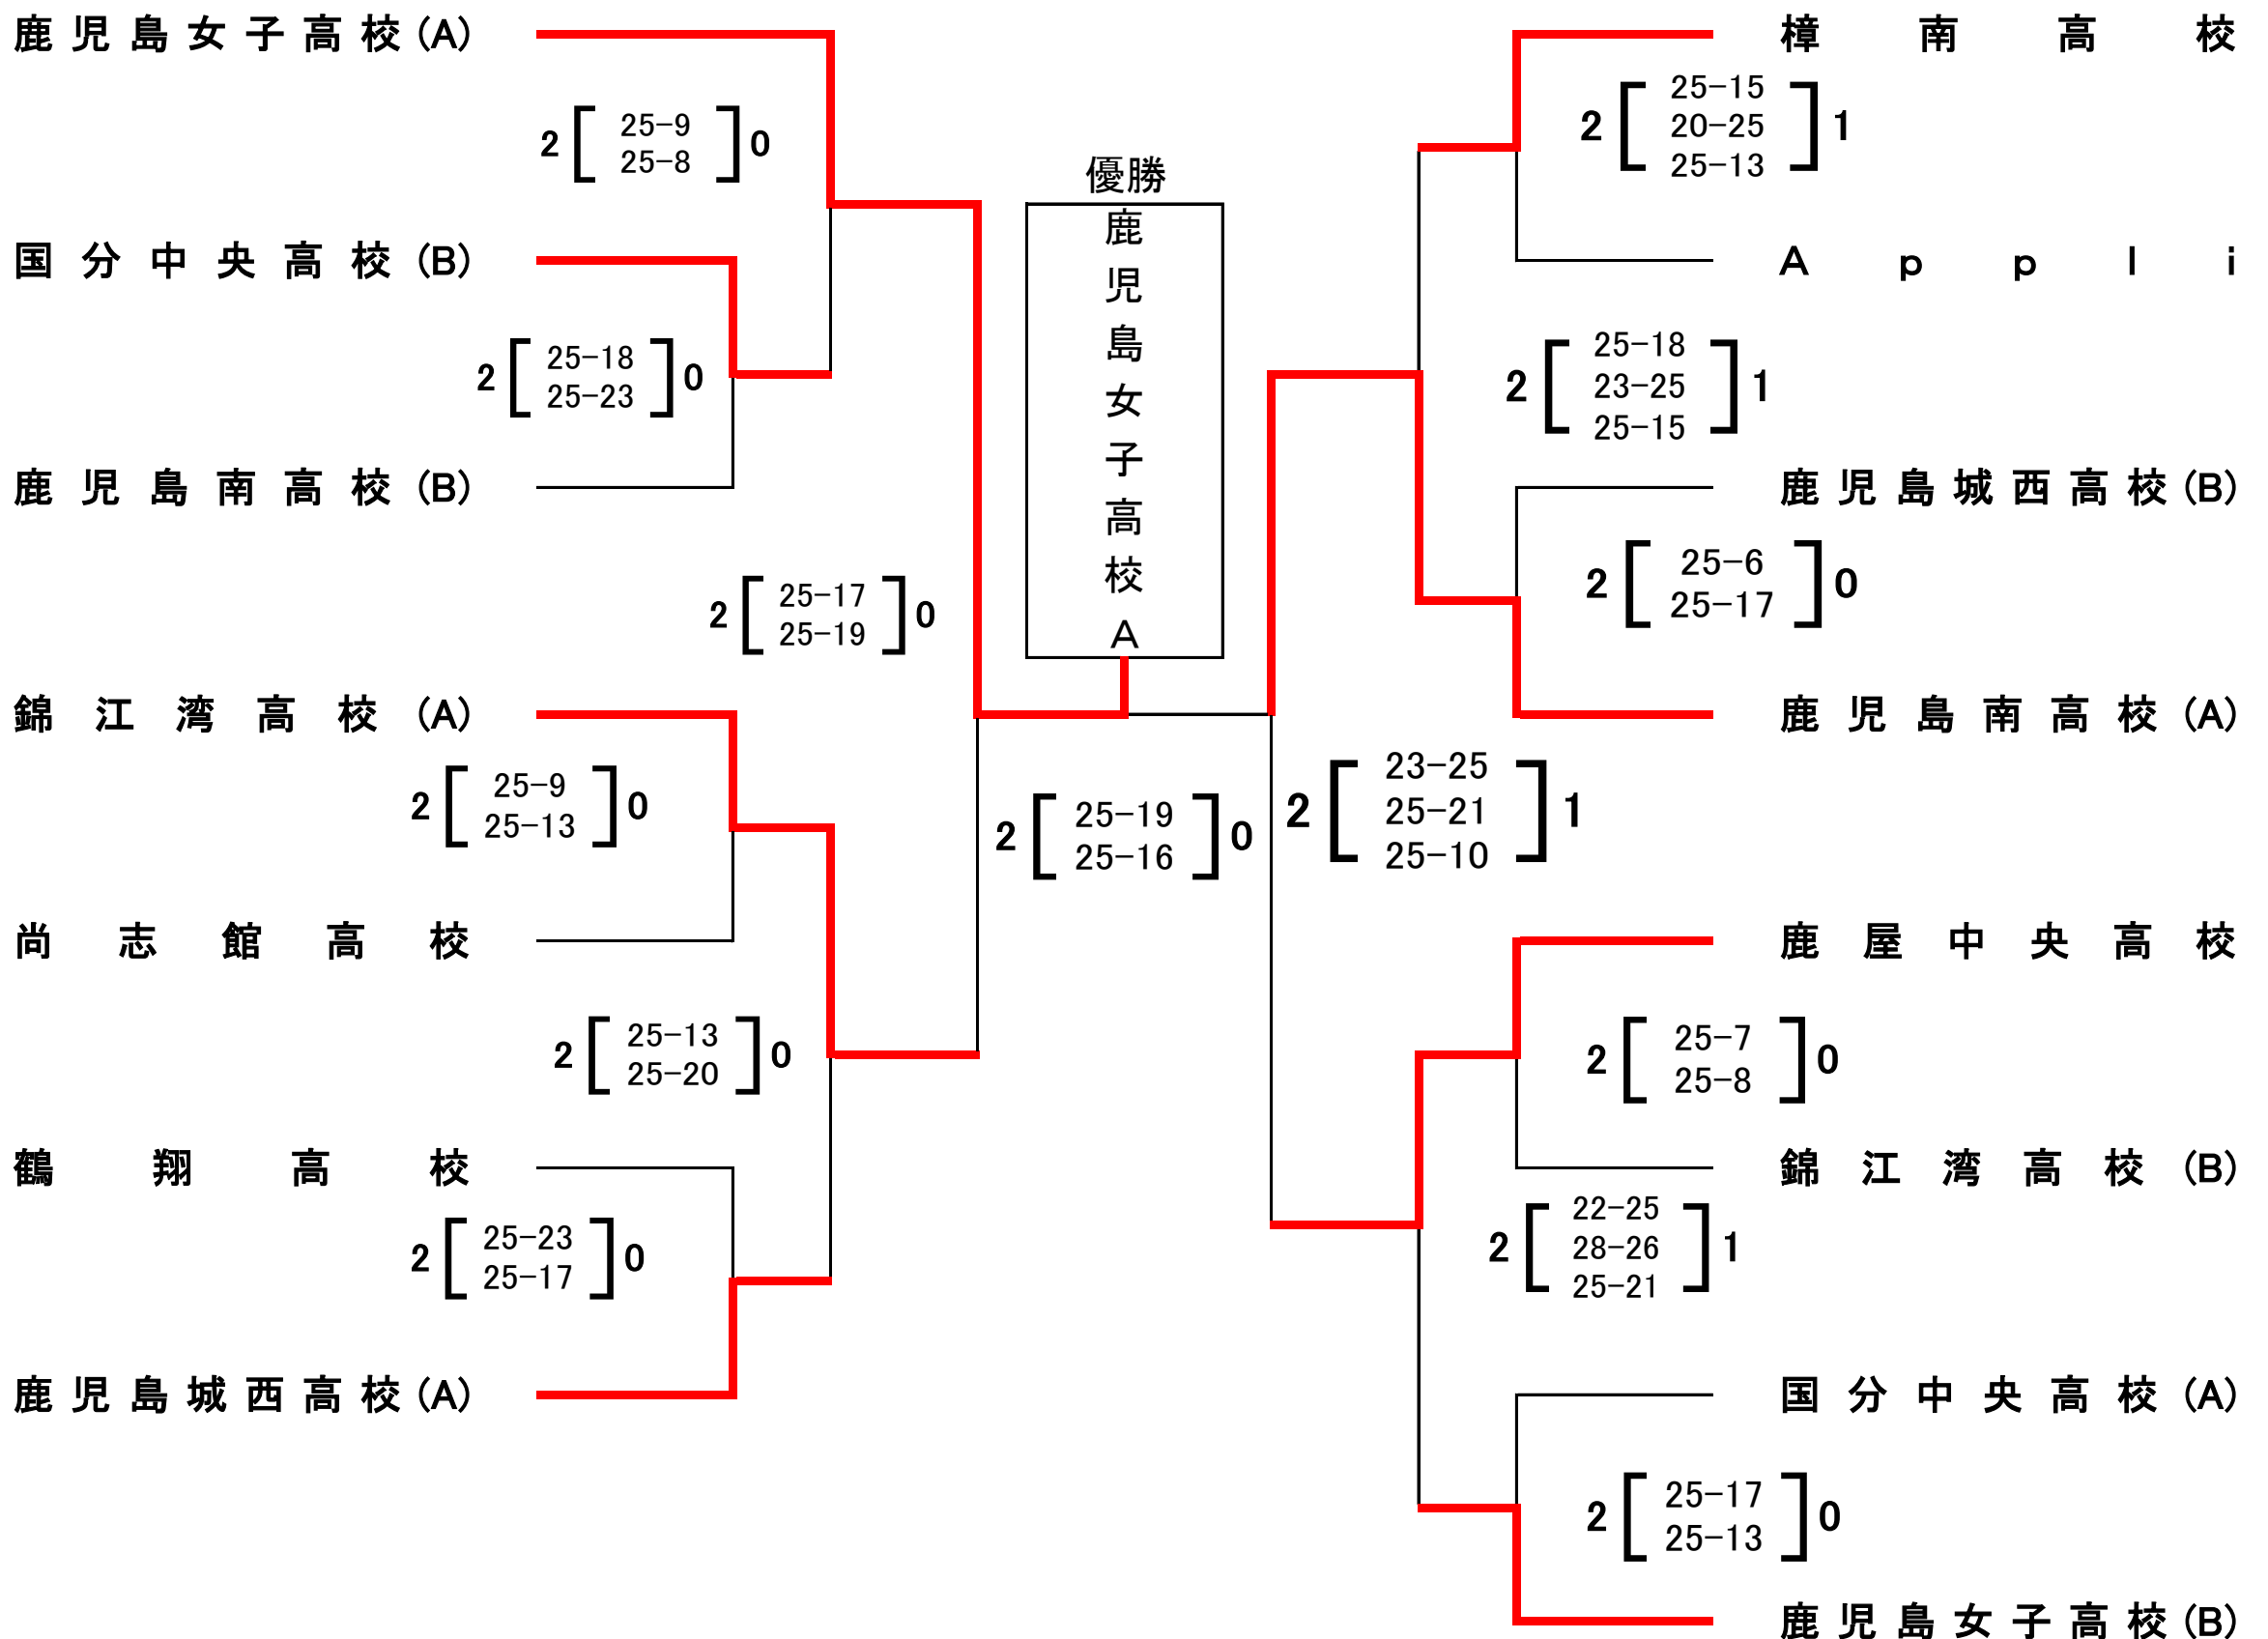 鹿児島女子高校(A)
2 [ 25-9 ] 0
25-8
国分中央高校(B)
2 [ 25-18 ] 0
25-23
鹿児島南高校(B)
2 [ 25-17 ] 0
25-19
錦江湾高校(A)
2 [ 25-9 ] 0
25-13
尚志館高校
2 [ 25-13 ] 0
25-20
鶴翔高校
2 [ 25-23 ] 0
25-17
鹿児島城西高校(A)
優勝
鹿児島女子高校A
2 [ 25-19 ] 0
25-16
樟南高校
25-15
2 [ 20-25 ] 1
25-13
Appli
25-18
2 [ 23-25 ] 1
25-15
鹿児島城西高校(B)
2 [ 25-6 ] 0
25-17
鹿児島南高校(A)
23-25
2 [ 25-21 ] 1
25-10
鹿屋中央高校
2 [ 25-7 ] 0
25-8
錦江湾高校(B)
22-25
2 [ 28-26 ] 1
25-21
国分中央高校(A)
2 [ 25-17 ] 0
25-13
鹿児島女子高校(B)